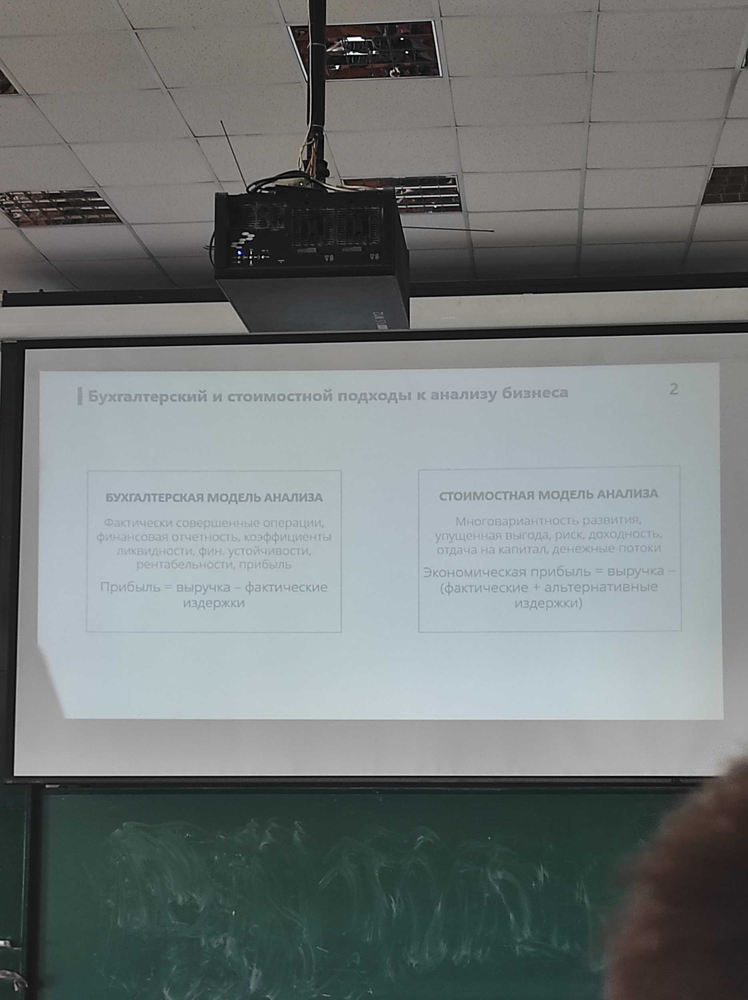 Бухгалтерский и стоимостной подходы к анализу бизнеса
2
БУХГАЛТЕРСКАЯ МОДЕЛЬ АНАЛИЗА
Фактически совершенные операции,
финансовая отчетность, коэффициенты
ликвидности, фин. устойчивости,
рентабельности, прибыль
Прибыль = выручка – фактические
издержки
СТОИМОСТНАЯ МОДЕЛЬ АНАЛИЗА
Многовариантность развития,
упущенная выгода, риск, доходность,
отдача на капитал, денежные потоки
Экономическая прибыль = выручка –
(фактические + альтернативные
издержки)